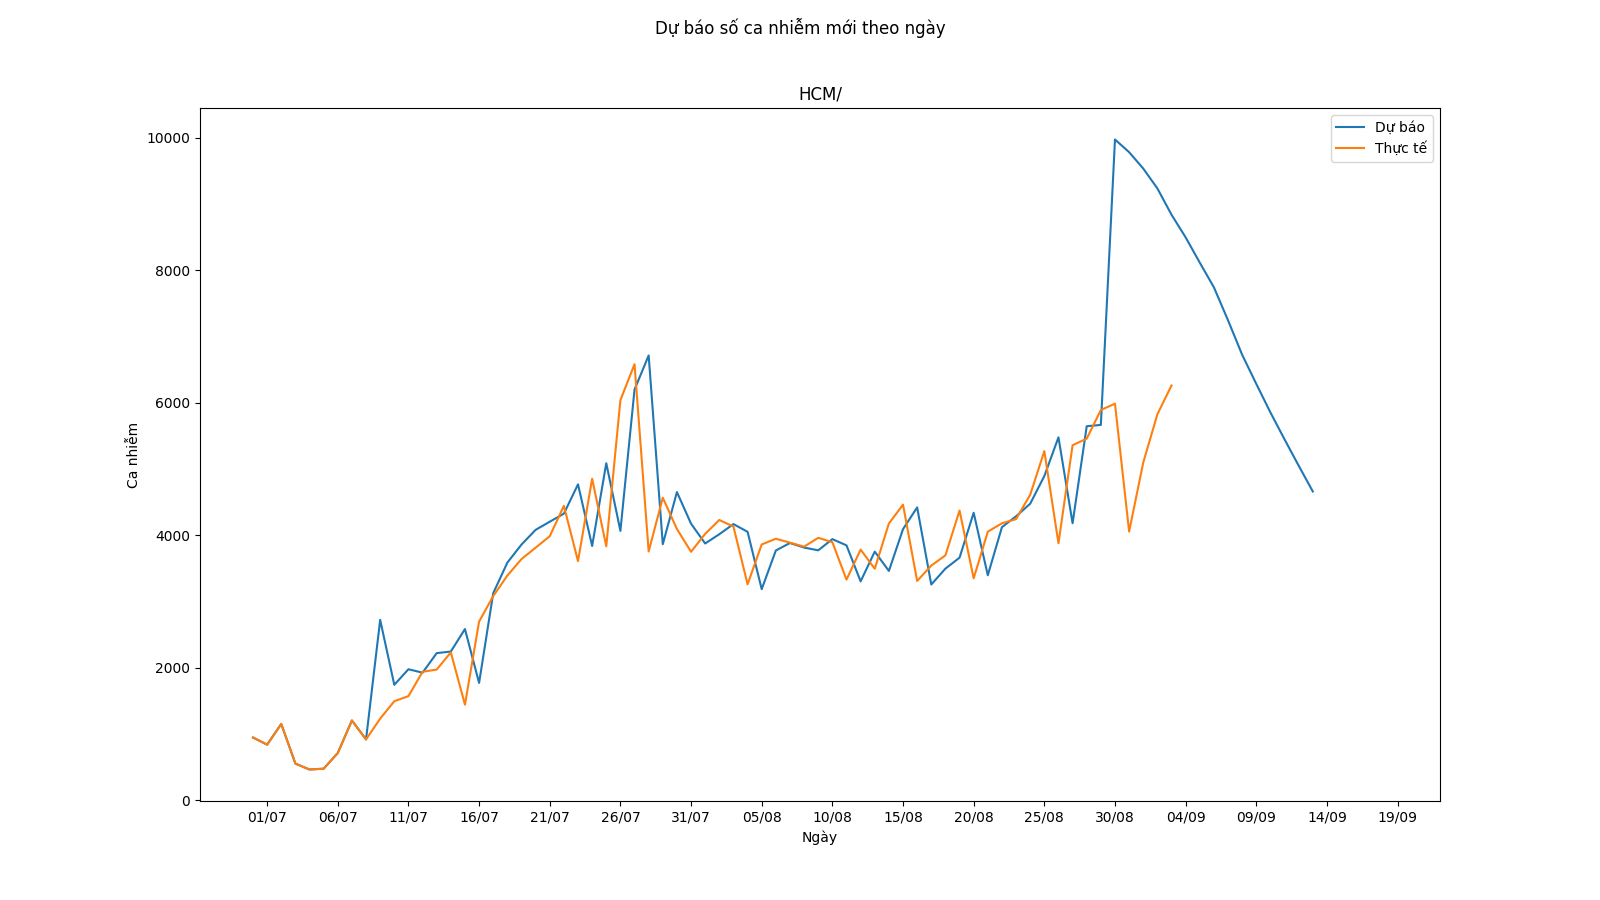 Dự báo số ca nhiễm mới theo ngày
HCM/
Dự báo
Thực tế
10000
8000
6000
4000
2000
0
Ca nhiễm
01/07 06/07 11/07 16/07 21/07 26/07 31/07 05/08 10/08 15/08 20/08 25/08 30/08 04/09 09/09 14/09 19/09
Ngày